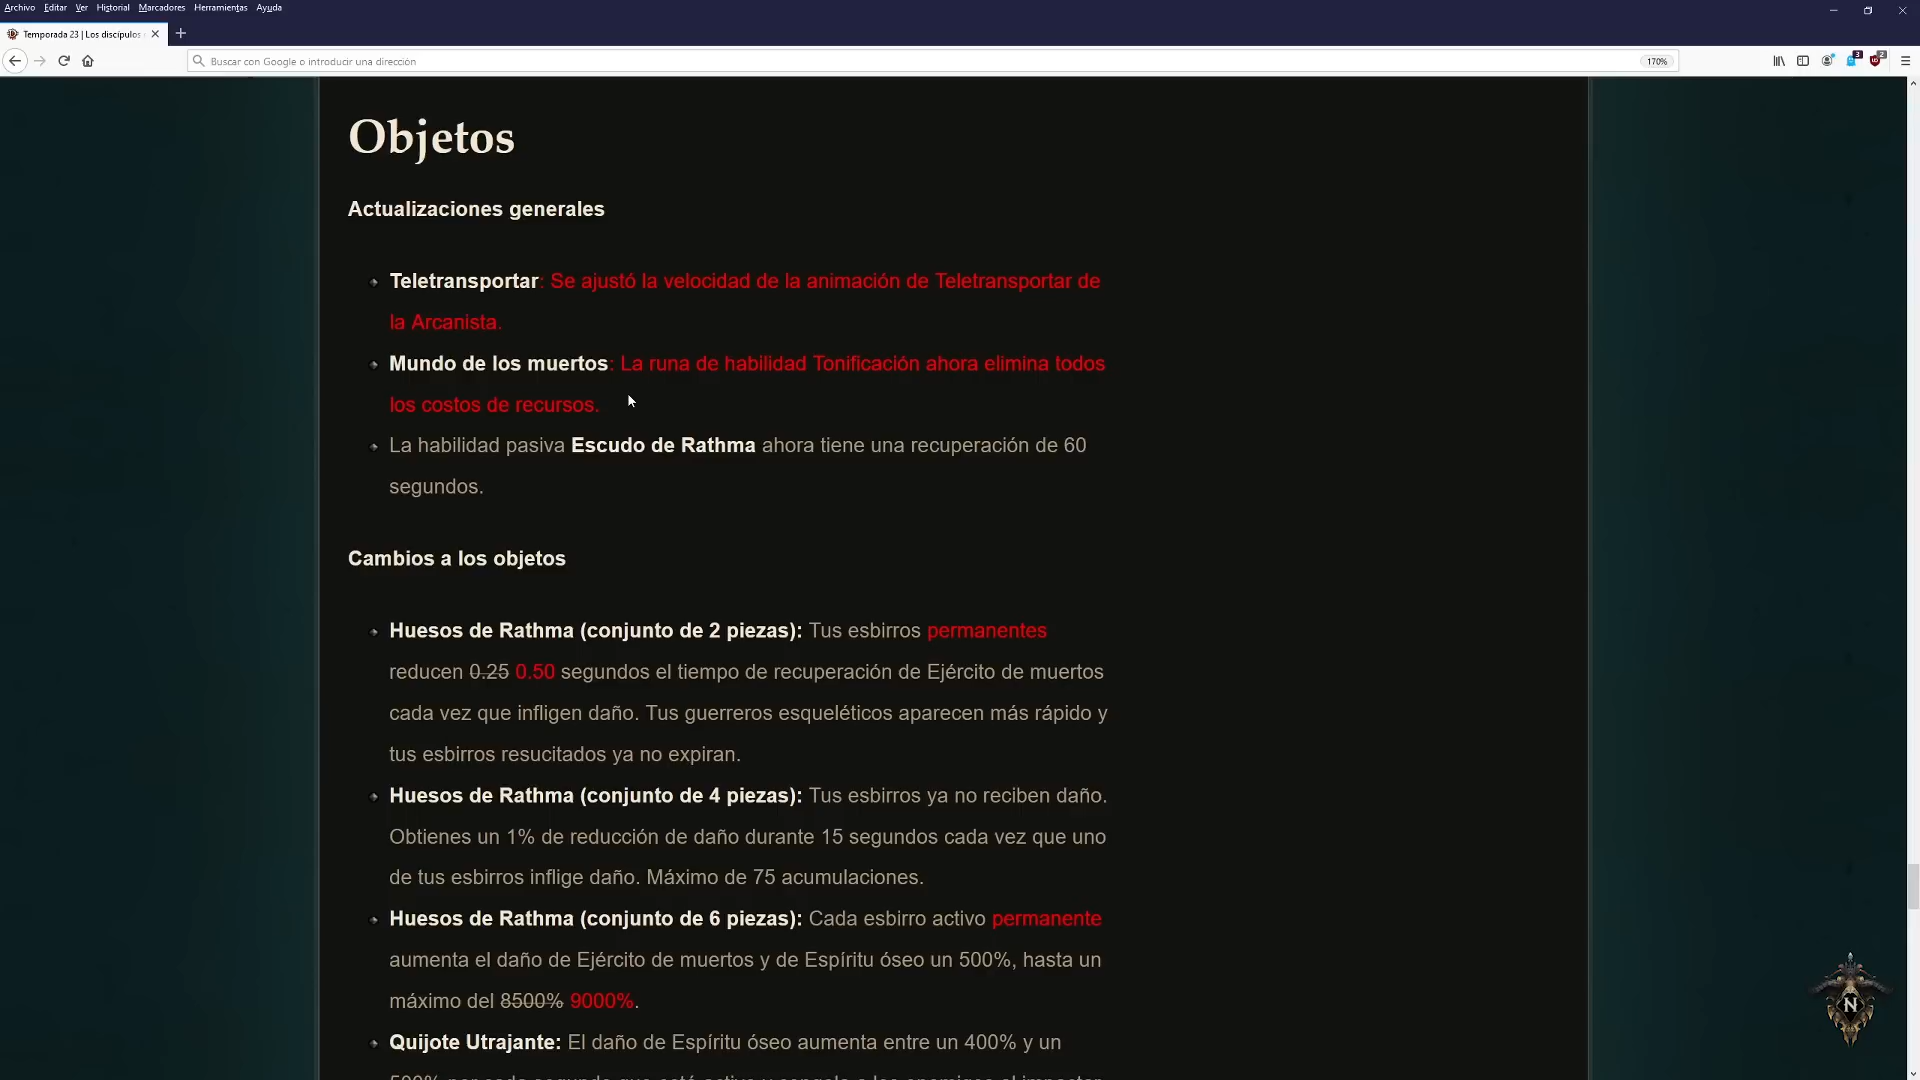 Archivo Editar Ver Historial Marcadores Herramientas Ayuda
Temporada 23 | Los discípulos
Buscar con Google o introducir una dirección
170%
3
2
Objetos
Actualizaciones generales
Teletransportar: Se ajustó la velocidad de la animación de Teletransportar de
la Arcanista.
Mundo de los muertos: La runa de habilidad Tonificación ahora elimina todos
los costos de recursos.
La habilidad pasiva Escudo de Rathma ahora tiene una recuperación de 60
segundos.
Cambios a los objetos
Huesos de Rathma (conjunto de 2 piezas): Tus esbirros permanentes
reducen 0.25 0.50 segundos el tiempo de recuperación de Ejército de muertos
cada vez que infligen daño. Tus guerreros esqueléticos aparecen más rápido y
tus esbirros resucitados ya no expiran.
Huesos de Rathma (conjunto de 4 piezas): Tus esbirros ya no reciben daño.
Obtienes un 1% de reducción de daño durante 15 segundos cada vez que uno
de tus esbirros inflige daño. Máximo de 75 acumulaciones.
Huesos de Rathma (conjunto de 6 piezas): Cada esbirro activo permanente
aumenta el daño de Ejército de muertos y de Espíritu óseo un 500%, hasta un
máximo del 8500% 9000%.
Quijote Utrajante: El daño de Espíritu óseo aumenta entre un 400% y un
N